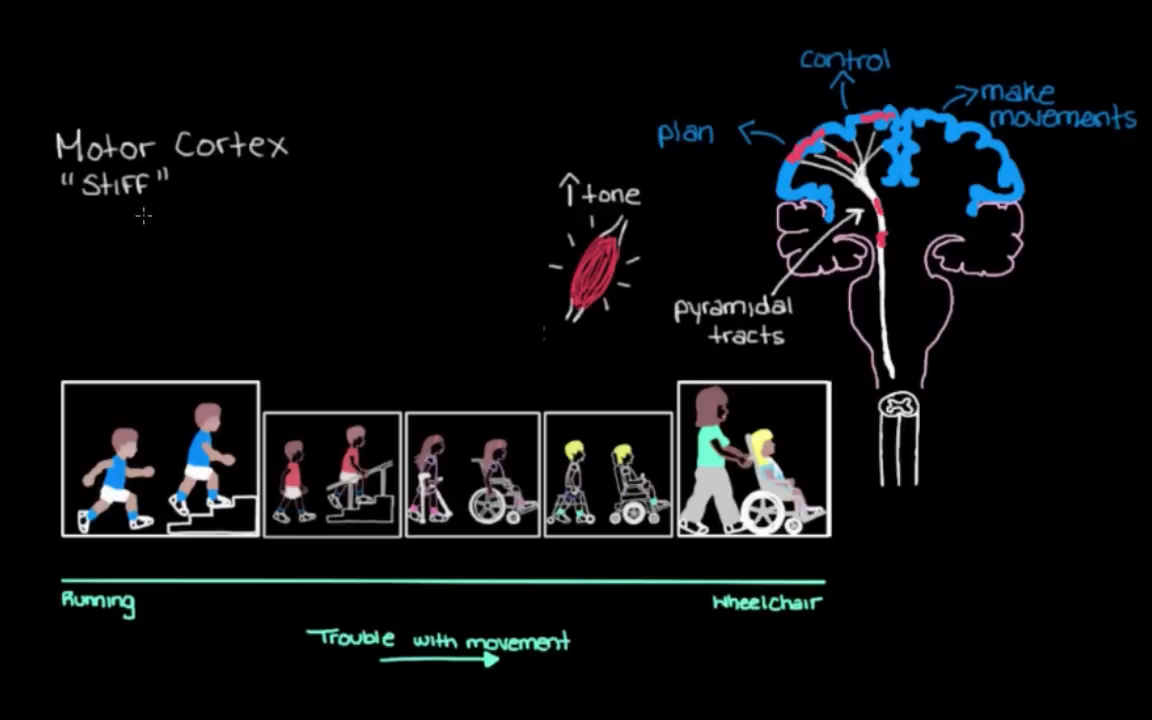 Motor Cortex
"Stiff"
↑ tone
plan
control
make
movements
pyramidal
tracts
Running
Wheelchair
Trouble with movement